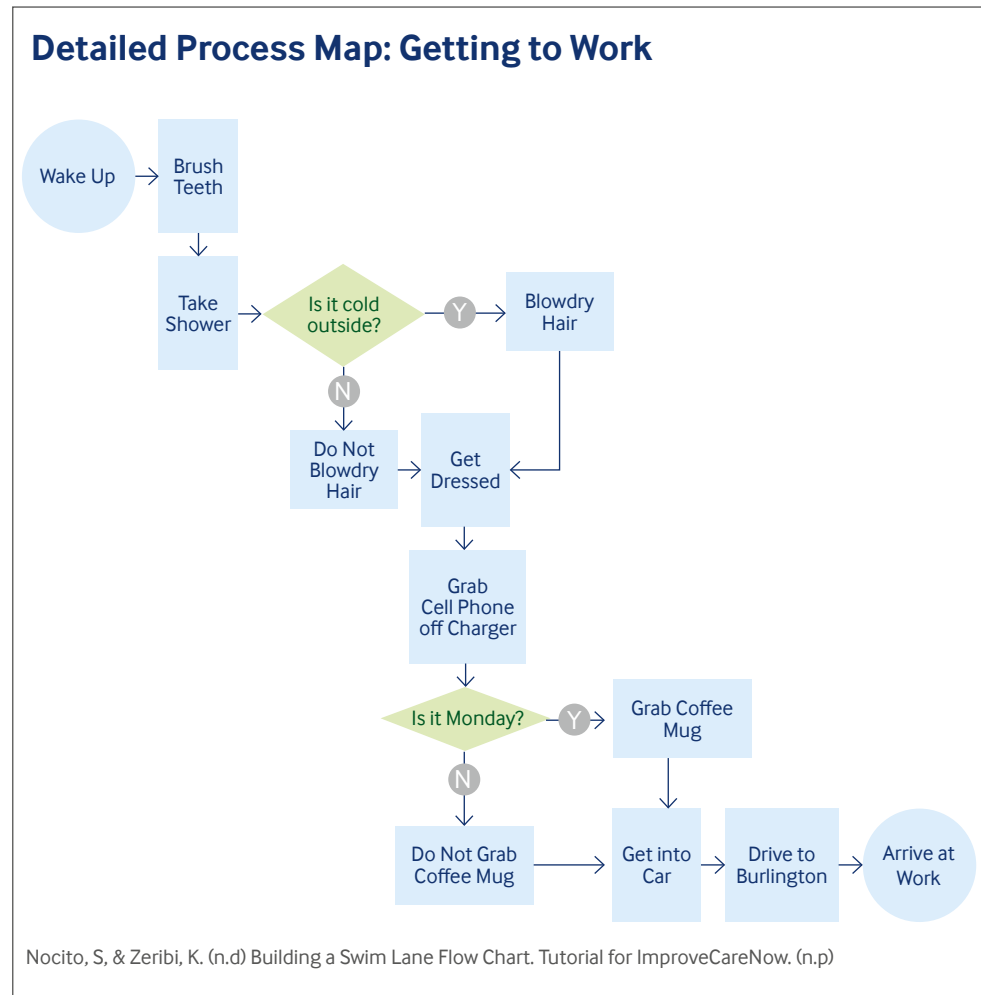 Detailed Process Map: Getting to Work
Wake Up
Brush
Teeth
Take
Shower
Is it cold
outside?
Y
Blowdry
Hair
N
Do Not
Blowdry
Hair
Get
Dressed
Grab
Cell Phone
off Charger
Is it Monday?
Y
Grab Coffee
Mug
N
Do Not Grab
Coffee Mug
Get into
Car
Drive to
Burlington
Arrive at
Work
Nocito, S, & Zeribi, K. (n.d) Building a Swim Lane Flow Chart. Tutorial for ImproveCareNow. (n.p)